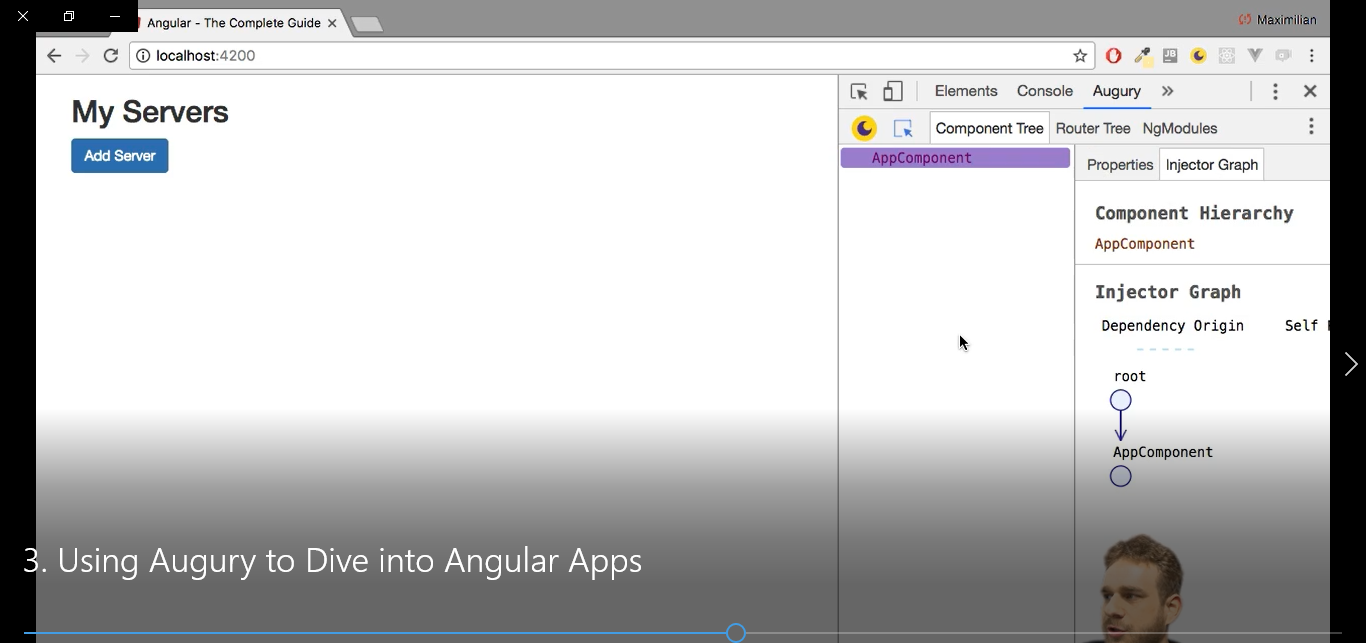 Angular - The Complete Guide
Maximilian
localhost:4200
My Servers
Add Server
Elements Console Augury
Component Tree Router Tree NgModules
AppComponent
Properties Injector Graph
Component Hierarchy
AppComponent
Injector Graph
Dependency Origin Self
root
AppComponent
3. Using Augury to Dive into Angular Apps